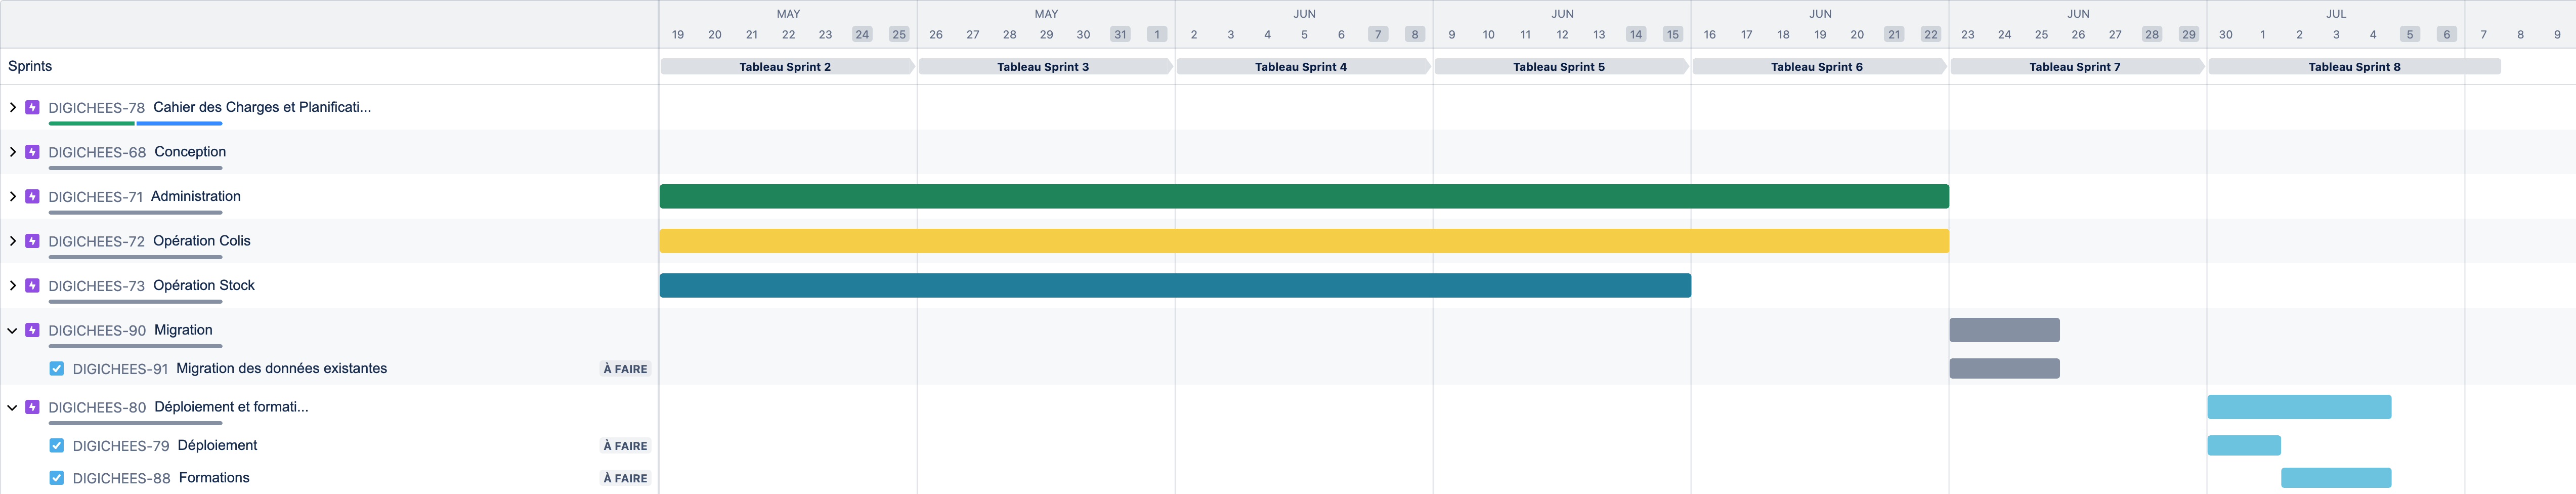 MAY MAY JUN JUN JUN JUN JUL
19 20 21 22 23 24 25 26 27 28 29 30 31 1 2 3 4 5 6 7 8 9 10 11 12 13 14 15 16 17 18 19 20 21 22 23 24 25 26 27 28 29 30 1 2 3 4 5 6 7 8 9
Sprints Tableau Sprint 2 Tableau Sprint 3 Tableau Sprint 4 Tableau Sprint 5 Tableau Sprint 6 Tableau Sprint 7 Tableau Sprint 8
DIGICHEES-78 Cahier des Charges et Planificati...
DIGICHEES-68 Conception
DIGICHEES-71 Administration
DIGICHEES-72 Opération Colis
DIGICHEES-73 Opération Stock
DIGICHEES-90 Migration
DIGICHEES-91 Migration des données existantes À FAIRE
DIGICHEES-80 Déploiement et formati...
DIGICHEES-79 Déploiement À FAIRE
DIGICHEES-88 Formations À FAIRE